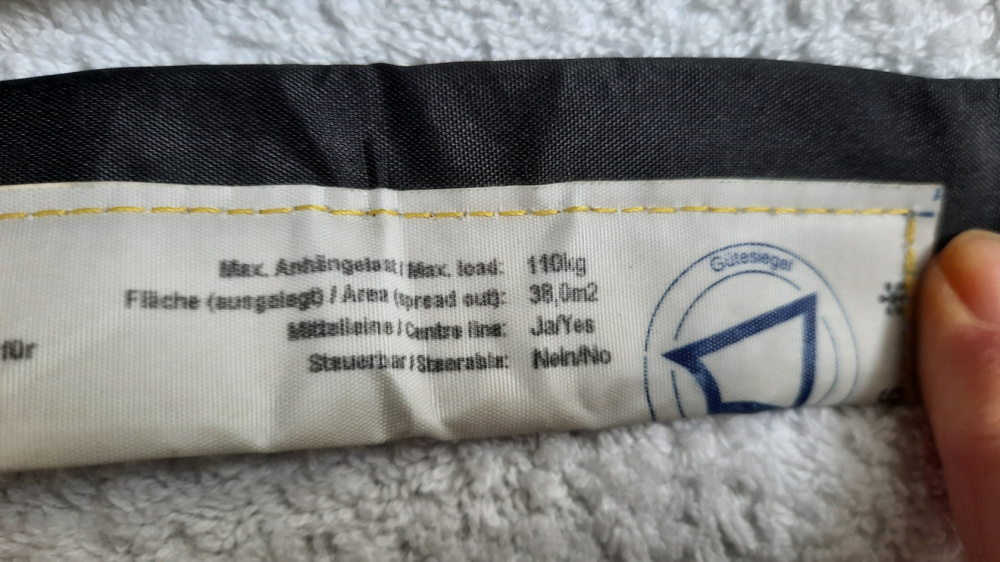 Max. Anhängelast / Max. load: 110kg
Gütesiegel
Fläche (ausgelegt) / Area (spread out): 38,0m2
Mittelleine / Centre line: Ja/Yes
für
Steuerbar / Steerable: Nein/No